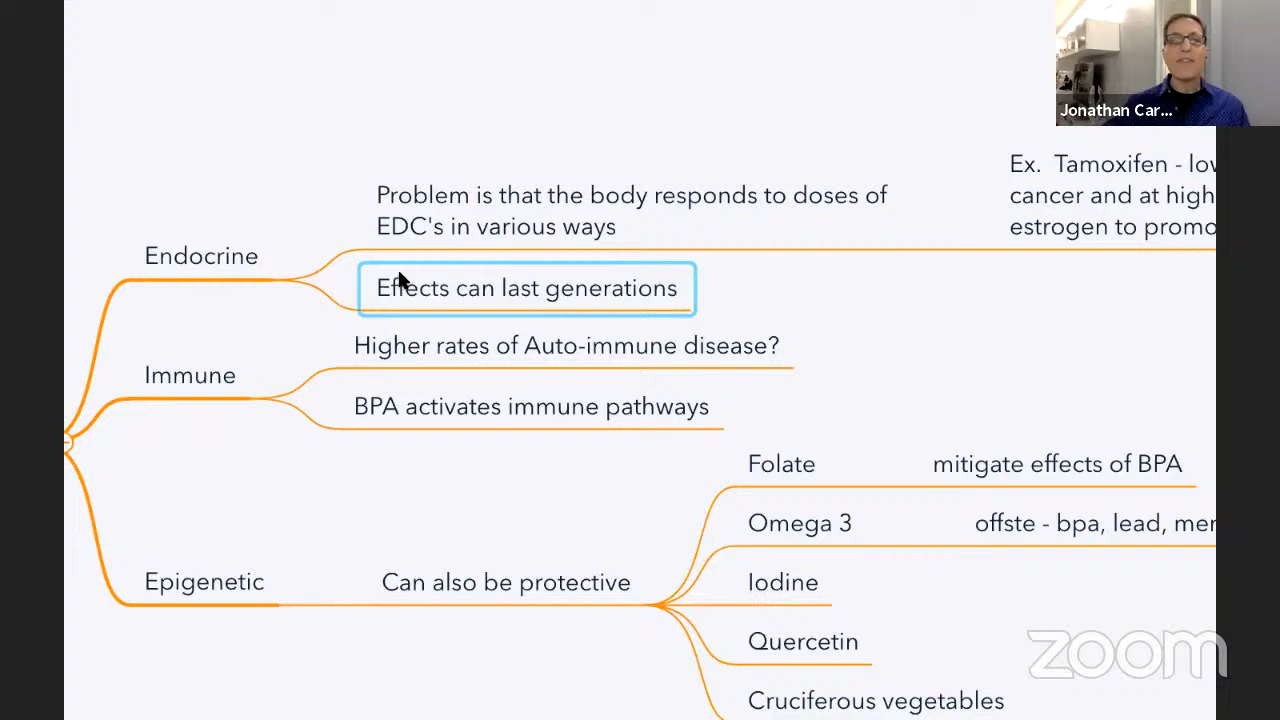 Jonathan Car...
Ex. Tamoxifen - low
cancer and at high
estrogen to promo
Problem is that the body responds to doses of
EDC's in various ways
Endocrine
Effects can last generations
Higher rates of Auto-immune disease?
Immune
BPA activates immune pathways
Folate
mitigate effects of BPA
Omega 3
offste - bpa, lead, mer
Epigenetic
Can also be protective
Iodine
Quercetin
zoom
Cruciferous vegetables